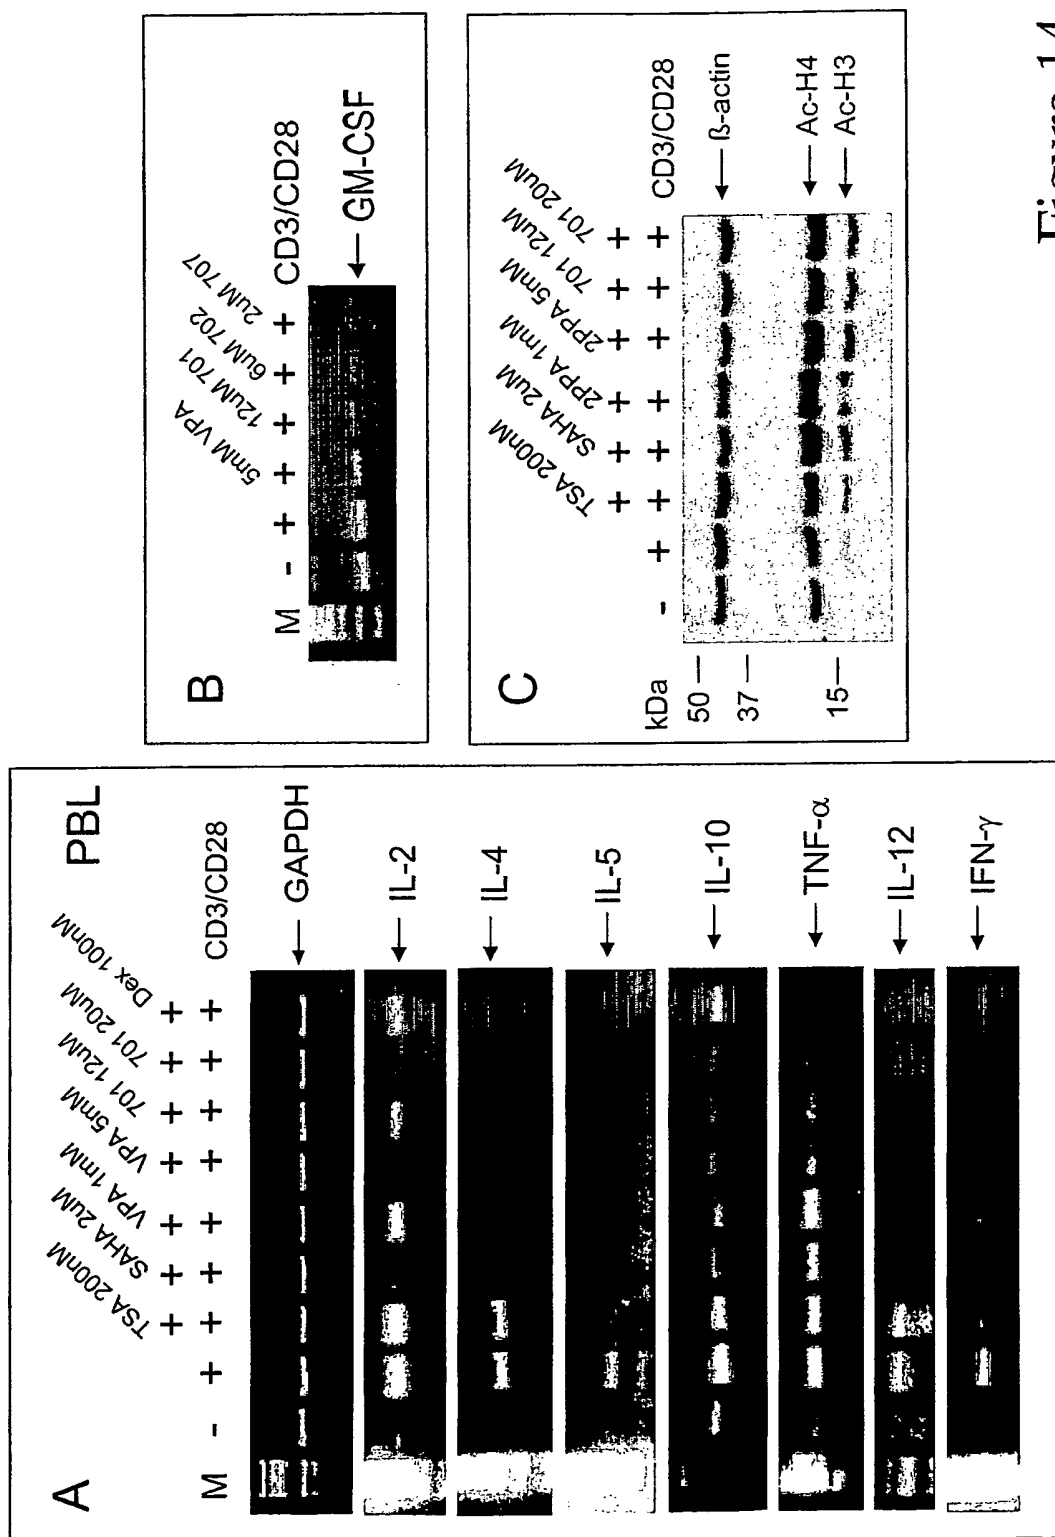 A
PBL
TSA 200nM
SAHA 2uM
VPA 1mM
VPA 5mM
701 12uM
701 20uM
Dex 100nM
+ + + + + + +
M - + + + + + + + + CD3/CD28
GAPDH
IL-2
IL-4
IL-5
IL-10
TNF-α
IL-12
IFN-γ
B
5mM VPA
12uM 701
6uM 702
2uM 707
M - + + + + + CD3/CD28
GM-CSF
C
TSA 200nM
SAHA 2uM
2PPA 1mM
2PPA 5mM
701 12uM
701 20uM
+ + + + + +
kDa - + + + + + + + CD3/CD28
50
37
15
ß-actin
Ac-H4
Ac-H3
Figure 14